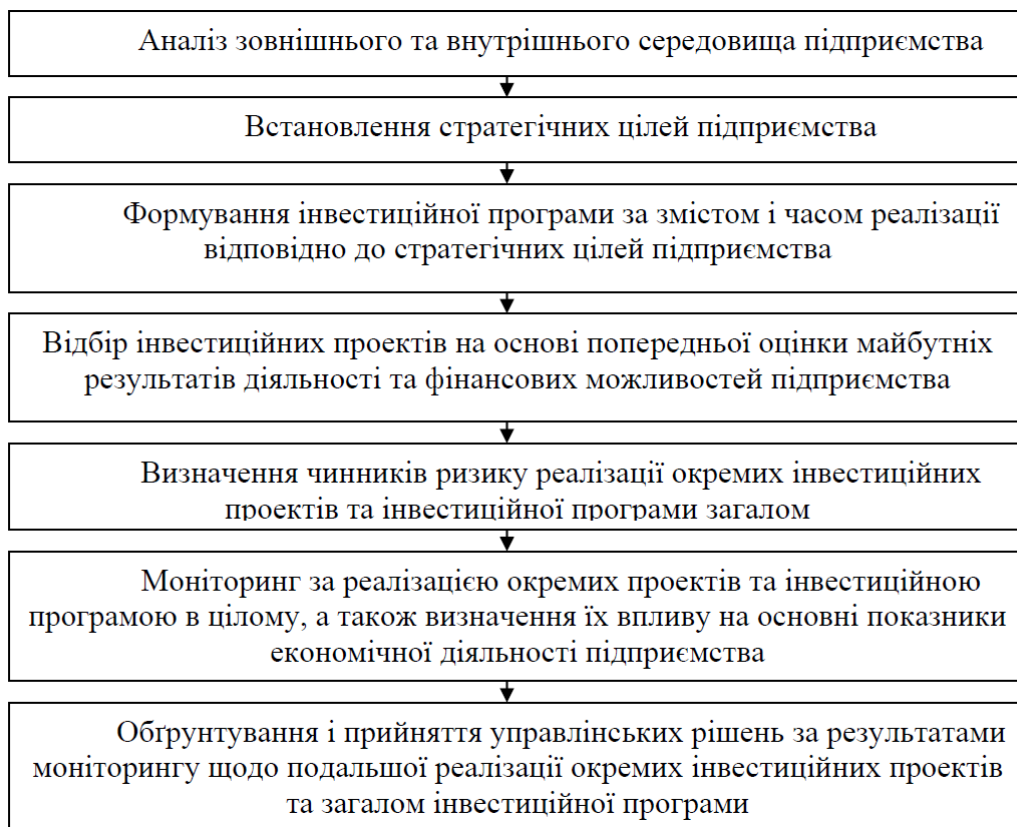 Аналіз зовнішнього та внутрішнього середовища підприємства
Встановлення стратегічних цілей підприємства
Формування інвестиційної програми за змістом і часом реалізації
відповідно до стратегічних цілей підприємства
Відбір інвестиційних проектів на основі попередньої оцінки майбутніх
результатів діяльності та фінансових можливостей підприємства
Визначення чинників ризику реалізації окремих інвестиційних
проектів та інвестиційної програми загалом
Моніторинг за реалізацією окремих проектів та інвестиційною
програмою в цілому, а також визначення їх впливу на основні показники
економічної діяльності підприємства
Обґрунтування і прийняття управлінських рішень за результатами
моніторингу щодо подальшої реалізації окремих інвестиційних проектів
та загалом інвестиційної програми